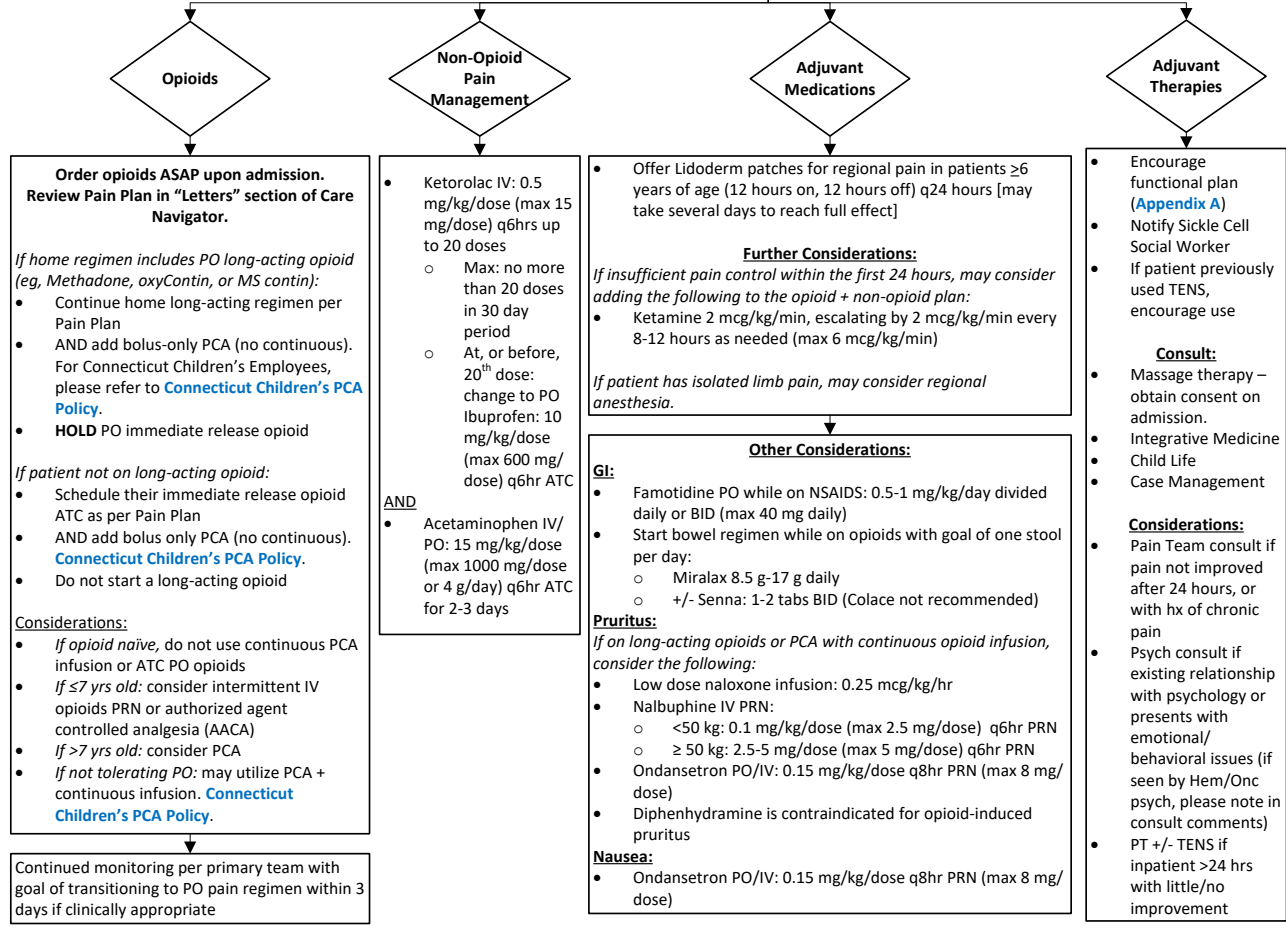 Opioids
Order opioids ASAP upon admission.
Review Pain Plan in “Letters” section of Care
Navigator.
If home regimen includes PO long-acting opioid
(eg, Methadone, oxyContin, or MS contin):
• Continue home long-acting regimen per
Pain Plan
• AND add bolus-only PCA (no continuous).
For Connecticut Children’s Employees,
please refer to Connecticut Children’s PCA
Policy.
• HOLD PO immediate release opioid
If patient not on long-acting opioid:
• Schedule their immediate release opioid
ATC as per Pain Plan
• AND add bolus only PCA (no continuous).
Connecticut Children’s PCA Policy.
• Do not start a long-acting opioid
Considerations:
• If opioid naïve, do not use continuous PCA
infusion or ATC PO opioids
• If ≤7 yrs old: consider intermittent IV
opioids PRN or authorized agent
controlled analgesia (AACA)
• If >7 yrs old: consider PCA
• If not tolerating PO: may utilize PCA +
continuous infusion. Connecticut
Children’s PCA Policy.
Continued monitoring per primary team with
goal of transitioning to PO pain regimen within 3
days if clinically appropriate
Non-Opioid
Pain
Management
• Ketorolac IV: 0.5
mg/kg/dose (max 15
mg/dose) q6hrs up
to 20 doses
o Max: no more
than 20 doses
in 30 day
period
o At, or before,
20th dose:
change to PO
Ibuprofen: 10
mg/kg/dose
(max 600 mg/
dose) q6hr ATC
AND
• Acetaminophen IV/
PO: 15 mg/kg/dose
(max 1000 mg/dose
or 4 g/day) q6hr ATC
for 2-3 days
Adjuvant
Medications
• Offer Lidoderm patches for regional pain in patients ≥6
years of age (12 hours on, 12 hours off) q24 hours [may
take several days to reach full effect]
Further Considerations:
If insufficient pain control within the first 24 hours, may consider
adding the following to the opioid + non-opioid plan:
• Ketamine 2 mcg/kg/min, escalating by 2 mcg/kg/min every
8-12 hours as needed (max 6 mcg/kg/min)
If patient has isolated limb pain, may consider regional
anesthesia.
Other Considerations:
GI:
• Famotidine PO while on NSAIDS: 0.5-1 mg/kg/day divided
daily or BID (max 40 mg daily)
• Start bowel regimen while on opioids with goal of one stool
per day:
o Miralax 8.5 g-17 g daily
o +/- Senna: 1-2 tabs BID (Colace not recommended)
Pruritus:
If on long-acting opioids or PCA with continuous opioid infusion,
consider the following:
• Low dose naloxone infusion: 0.25 mcg/kg/hr
• Nalbuphine IV PRN:
o <50 kg: 0.1 mg/kg/dose (max 2.5 mg/dose) q6hr PRN
o ≥ 50 kg: 2.5-5 mg/dose (max 5 mg/dose) q6hr PRN
• Ondansetron PO/IV: 0.15 mg/kg/dose q8hr PRN (max 8 mg/
dose)
• Diphenhydramine is contraindicated for opioid-induced
pruritus
Nausea:
• Ondansetron PO/IV: 0.15 mg/kg/dose q8hr PRN (max 8 mg/
dose)
Adjuvant
Therapies
• Encourage
functional plan
(Appendix A)
• Notify Sickle Cell
Social Worker
• If patient previously
used TENS,
encourage use
Consult:
• Massage therapy –
obtain consent on
admission.
• Integrative Medicine
• Child Life
• Case Management
Considerations:
• Pain Team consult if
pain not improved
after 24 hours, or
with hx of chronic
pain
• Psych consult if
existing relationship
with psychology or
presents with
emotional/
behavioral issues (if
seen by Hem/Onc
psych, please note in
consult comments)
• PT +/- TENS if
inpatient >24 hrs
with little/no
improvement